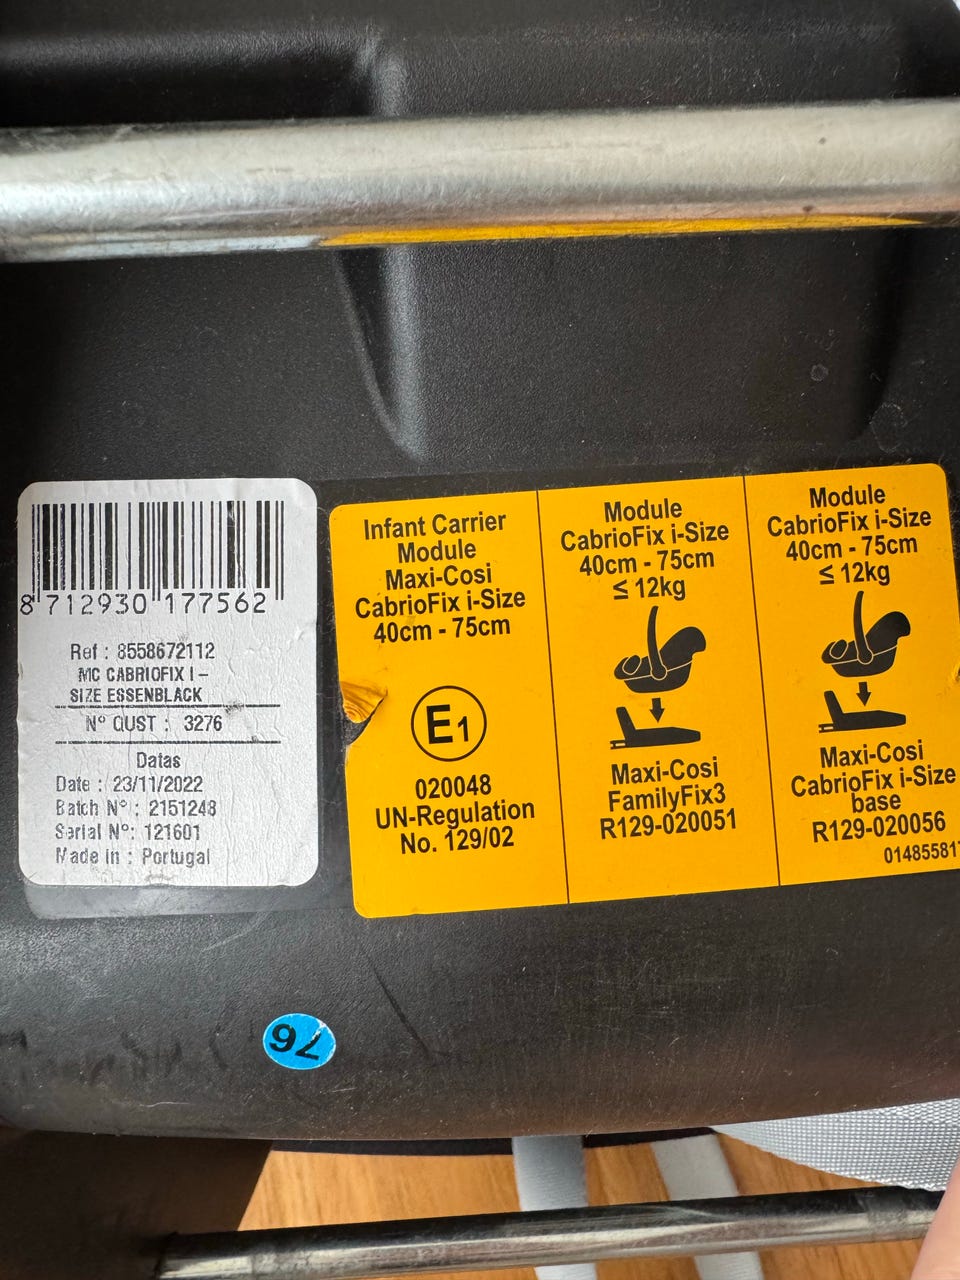 8 712930 177562
Ref : 8558672112
MC CABRIOFIX I-
SIZE ESSENBLACK
N° QUST : 3276
Datas
Date : 23/11/2022
Batch N° : 2151248
Serial N°: 121601
Made in : Portugal
Infant Carrier
Module
Maxi-Cosi
CabrioFix i-Size
40cm - 75cm
E1
020048
UN-Regulation
No. 129/02
Module
CabrioFix i-Size
40cm - 75cm
≤ 12kg
Maxi-Cosi
FamilyFix3
R129-020051
Module
CabrioFix i-Size
40cm - 75cm
≤ 12kg
Maxi-Cosi
CabrioFix i-Size
base
R129-020056
76